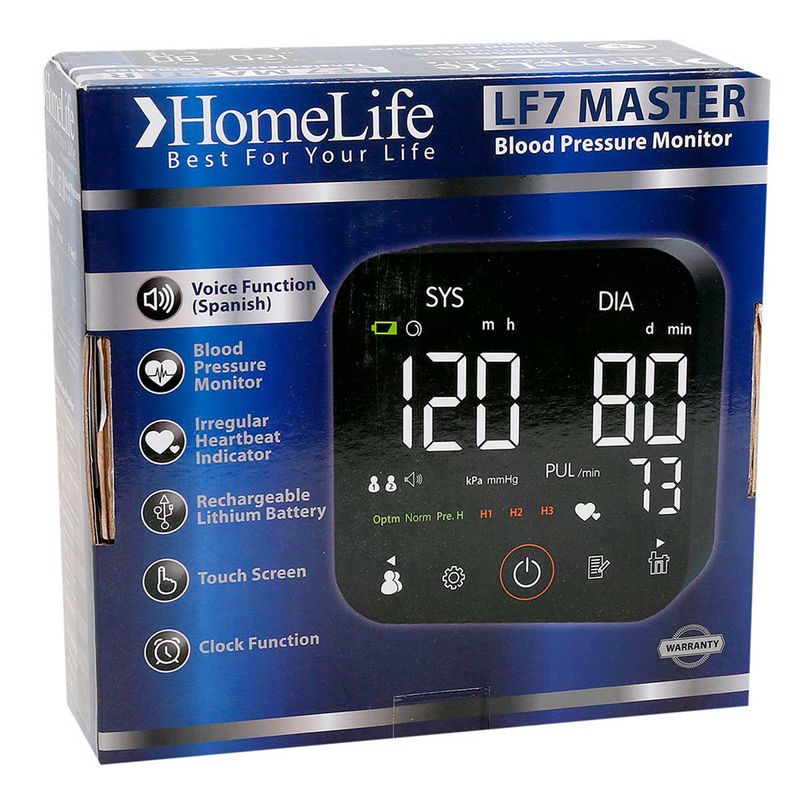 HomeLife
Best For Your Life
LF7 MASTER
Blood Pressure Monitor
Voice Function
(Spanish)
Blood
Pressure
Monitor
Irregular
Heartbeat
Indicator
Rechargeable
Lithium Battery
Touch Screen
Clock Function
SYS
DIA
m h
d min
120
80
1 2
kPa mmHg
PUL/min
73
Optm Norm Pre. H H1 H2 H3
WARRANTY